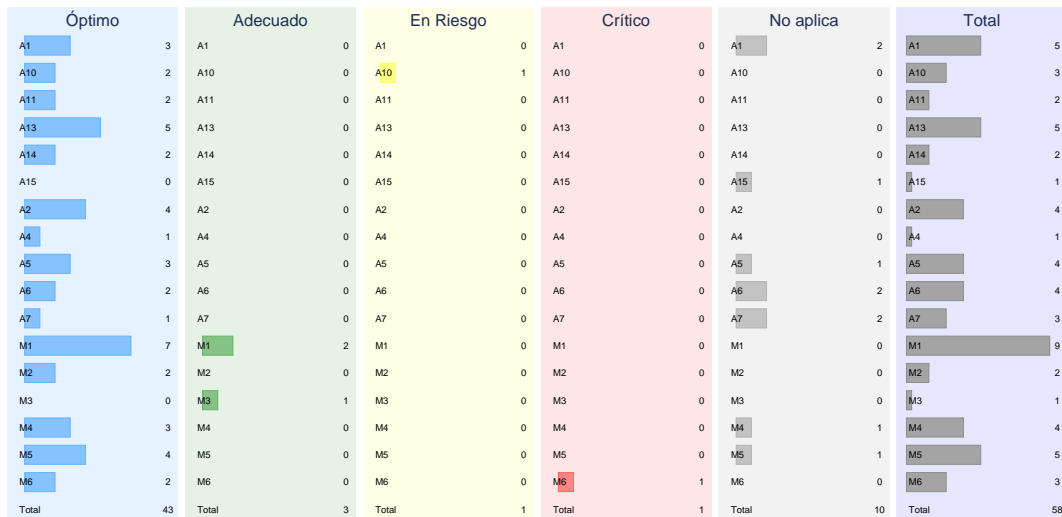 Óptimo Adecuado En Riesgo Crítico No aplica Total
A1 3 A1 0 A1 0 A1 0 A1 2 A1 5
A10 2 A10 0 A10 1 A10 0 A10 0 A10 3
A11 2 A11 0 A11 0 A11 0 A11 0 A11 2
A13 5 A13 0 A13 0 A13 0 A13 0 A13 5
A14 2 A14 0 A14 0 A14 0 A14 0 A14 2
A15 0 A15 0 A15 0 A15 0 A15 1 A15 1
A2 4 A2 0 A2 0 A2 0 A2 0 A2 4
A4 1 A4 0 A4 0 A4 0 A4 0 A4 1
A5 3 A5 0 A5 0 A5 0 A5 1 A5 4
A6 2 A6 0 A6 0 A6 0 A6 2 A6 4
A7 1 A7 0 A7 0 A7 0 A7 2 A7 3
M1 7 M1 2 M1 0 M1 0 M1 0 M1 9
M2 2 M2 0 M2 0 M2 0 M2 0 M2 2
M3 0 M3 1 M3 0 M3 0 M3 0 M3 1
M4 3 M4 0 M4 0 M4 0 M4 1 M4 4
M5 4 M5 0 M5 0 M5 0 M5 1 M5 5
M6 2 M6 0 M6 0 M6 1 M6 0 M6 3
Total 43 Total 3 Total 1 Total 1 Total 10 Total 58